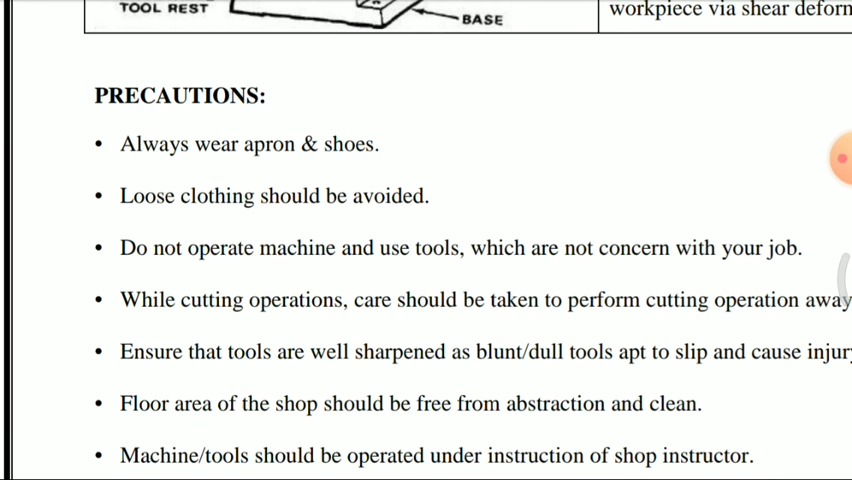 TOOL REST
BASE
workpiece via shear deform
PRECAUTIONS:
• Always wear apron & shoes.
• Loose clothing should be avoided.
• Do not operate machine and use tools, which are not concern with your job.
• While cutting operations, care should be taken to perform cutting operation away
• Ensure that tools are well sharpened as blunt/dull tools apt to slip and cause injury
• Floor area of the shop should be free from abstraction and clean.
• Machine/tools should be operated under instruction of shop instructor.